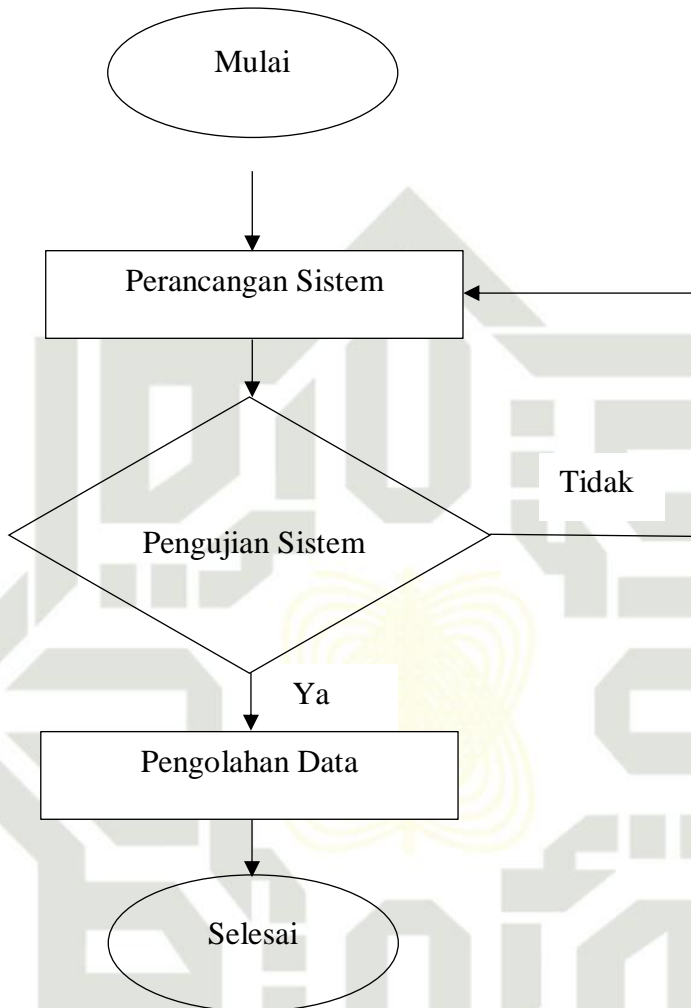 Mulai
Perancangan Sistem
Tidak
Pengujian Sistem
Ya
Pengolahan Data
Selesai